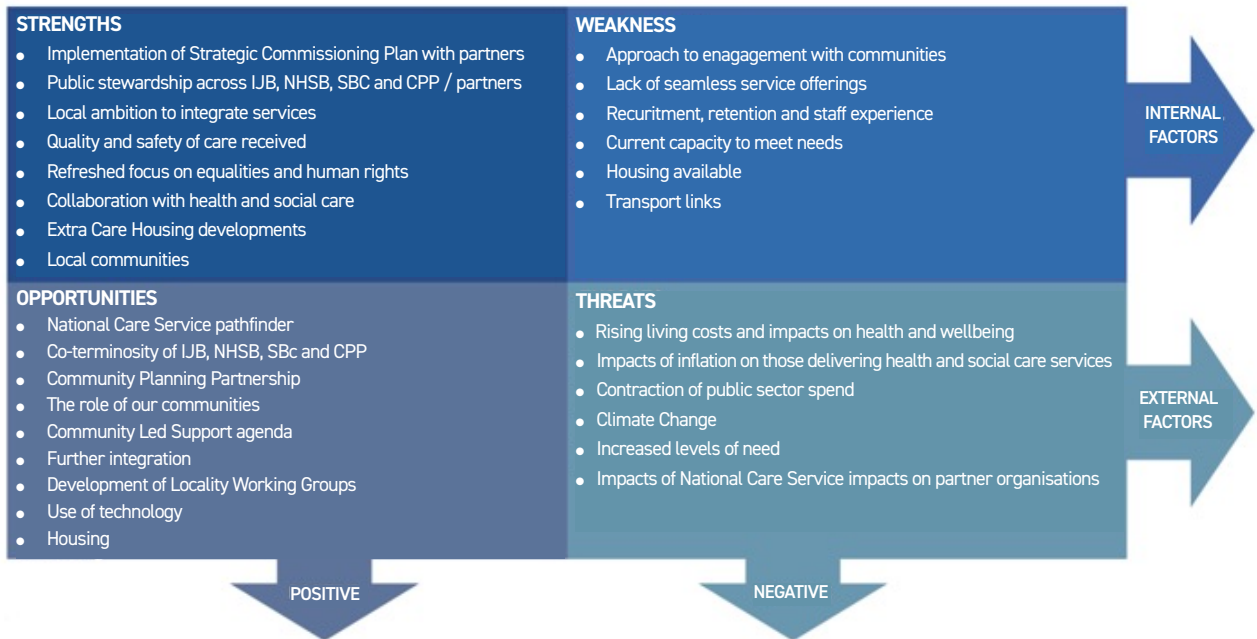 STRENGTHS
• Implementation of Strategic Commissioning Plan with partners
• Public stewardship across IJB, NHSB, SBC and CPP / partners
• Local ambition to integrate services
• Quality and safety of care received
• Refreshed focus on equalities and human rights
• Collaboration with health and social care
• Extra Care Housing developments
• Local communities
WEAKNESS
• Approach to enagagement with communities
• Lack of seamless service offerings
• Recuritment, retention and staff experience
• Current capacity to meet needs
• Housing available
• Transport links
INTERNAL
FACTORS
OPPORTUNITIES
• National Care Service pathfinder
• Co-terminosity of IJB, NHSB, SBc and CPP
• Community Planning Partnership
• The role of our communities
• Community Led Support agenda
• Further integration
• Development of Locality Working Groups
• Use of technology
• Housing
THREATS
• Rising living costs and impacts on health and wellbeing
• Impacts of inflation on those delivering health and social care services
• Contraction of public sector spend
• Climate Change
• Increased levels of need
• Impacts of National Care Service impacts on partner organisations
EXTERNAL
FACTORS
POSITIVE
NEGATIVE